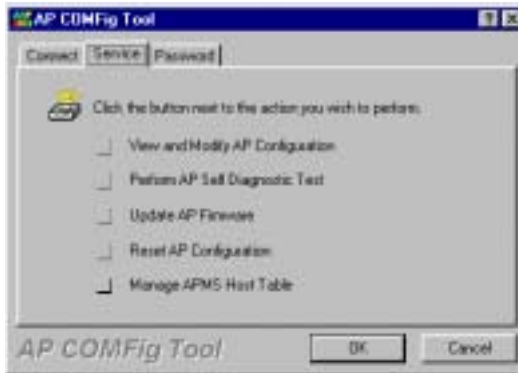 AP COMFig Tool
Connect Service Password
Click the button next to the action you wish to perform.
View and Modify AP Configuration
Perform AP Self Diagnostic Test
Update AP Firmware
Reset AP Configuration
Manage APMS Host Table
AP COMFig Tool OK Cancel